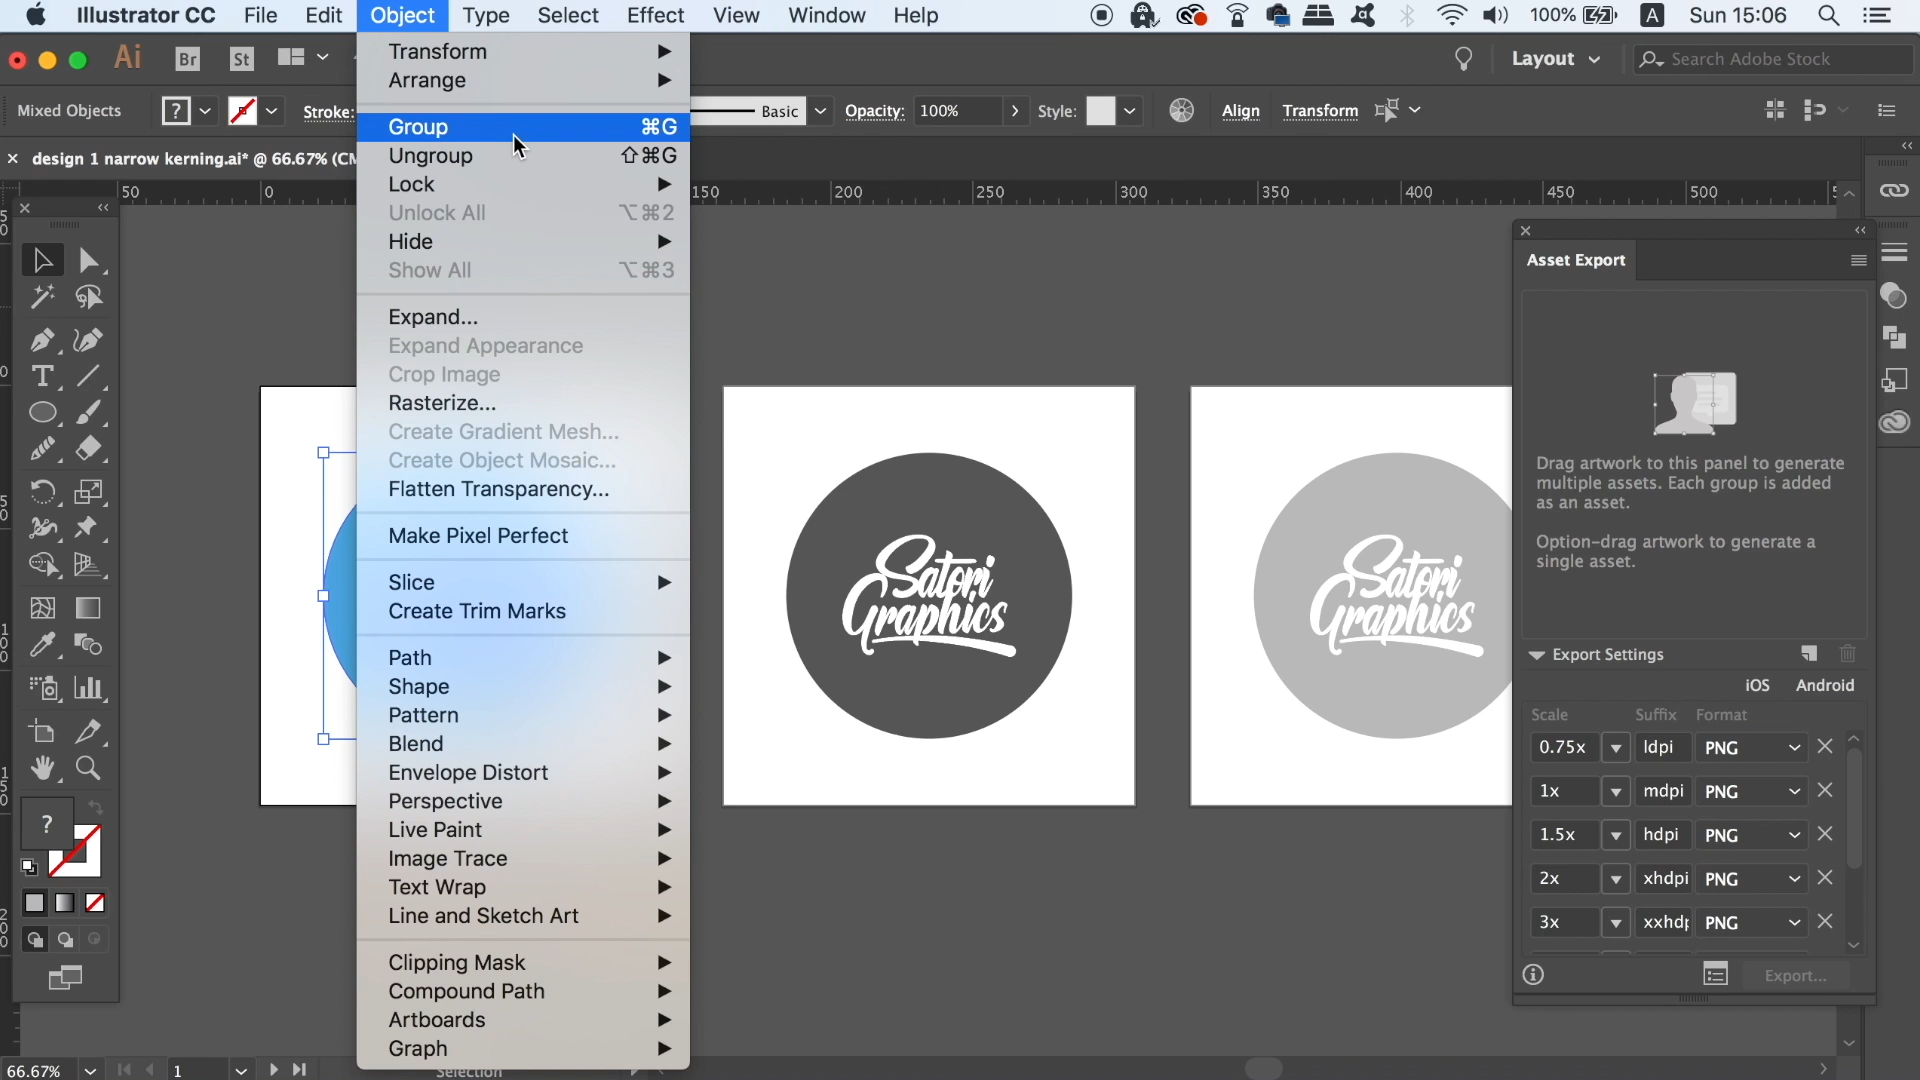 Illustrator CC File Edit Object Type Select Effect View Window Help 100% A Sun 15:06
Ai Br St Layout Search Adobe Stock
Mixed Objects ? Stroke: Basic Opacity: 100% Style: Align Transform
design 1 narrow kerning.ai* @ 66.67% (CM
50 0 150 200 250 300 350 400 450 500
Transform
Arrange
Group ⌘G
Ungroup ⇧⌘G
Lock
Unlock All ⌥⌘2
Hide
Show All ⌥⌘3
Expand...
Expand Appearance
Crop Image
Rasterize...
Create Gradient Mesh...
Create Object Mosaic...
Flatten Transparency...
Make Pixel Perfect
Slice
Create Trim Marks
Path
Shape
Pattern
Blend
Envelope Distort
Perspective
Live Paint
Image Trace
Text Wrap
Line and Sketch Art
Clipping Mask
Compound Path
Artboards
Graph
Satori
Graphics
Satori
Graphics
Asset Export
Drag artwork to this panel to generate
multiple assets. Each group is added
as an asset.
Option-drag artwork to generate a
single asset.
Export Settings
iOS Android
Scale Suffix Format
0.75x ldpi PNG
1x mdpi PNG
1.5x hdpi PNG
2x xhdpi PNG
3x xxhdp PNG
Export...
?
66.67% 1 Selection